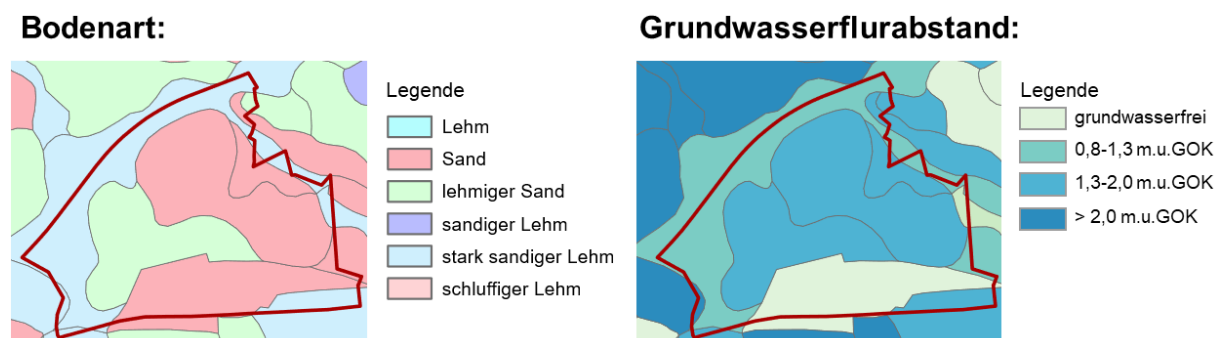 Bodenart:
Legende
Lehm
Sand
lehmiger Sand
sandiger Lehm
stark sandiger Lehm
schluffiger Lehm
Grundwasserflurabstand:
Legende
grundwasserfrei
0,8-1,3 m.u.GOK
1,3-2,0 m.u.GOK
> 2,0 m.u.GOK